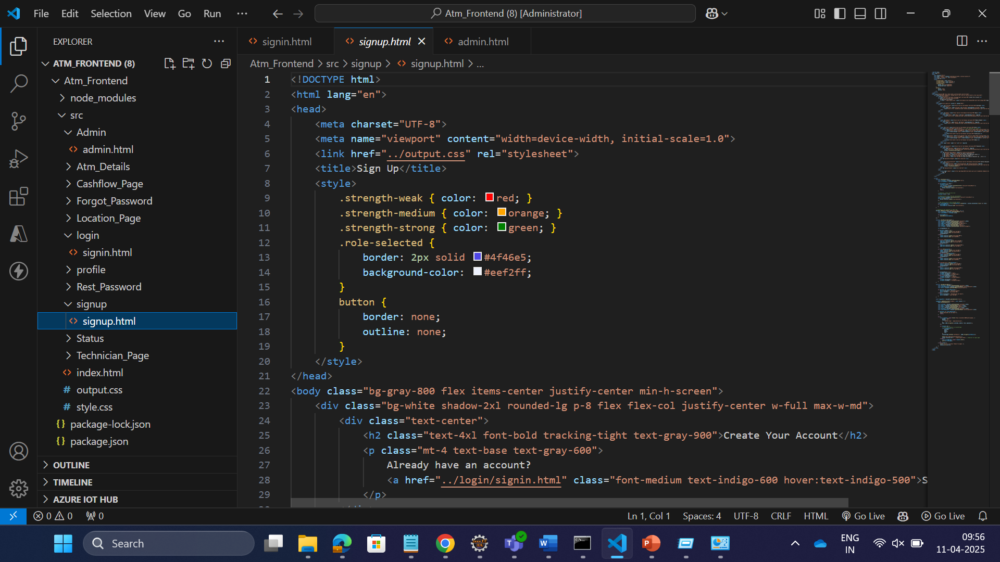 File Edit Selection View Go Run ...
Atm_Frontend (8) [Administrator]
EXPLORER
signin.html
signup.html
admin.html
ATM_FRONTEND (8)
Atm_Frontend > src > signup > signup.html > ...
Atm_Frontend
node_modules
src
Admin
admin.html
Atm_Details
Cashflow_Page
Forgot_Password
Location_Page
login
signin.html
profile
Rest_Password
signup
signup.html
Status
Technician_Page
index.html
output.css
style.css
package-lock.json
package.json
OUTLINE
TIMELINE
AZURE IOT HUB
1 <!DOCTYPE html>
2 <html lang="en">
3 <head>
4 <meta charset="UTF-8">
5 <meta name="viewport" content="width=device-width, initial-scale=1.0">
6 <link href="../output.css" rel="stylesheet">
7 <title>Sign Up</title>
8 <style>
9 .strength-weak { color: red; }
10 .strength-medium { color: orange; }
11 .strength-strong { color: green; }
12 .role-selected {
13 border: 2px solid #4f46e5;
14 background-color: #eef2ff;
15 }
16 button {
17 border: none;
18 outline: none;
19 }
20 </style>
21 </head>
22 <body class="bg-gray-800 flex items-center justify-center min-h-screen">
23 <div class="bg-white shadow-2xl rounded-lg p-8 flex flex-col justify-center w-full max-w-md">
24 <div class="text-center">
25 <h2 class="text-4xl font-bold tracking-tight text-gray-900">Create Your Account</h2>
26 <p class="mt-4 text-base text-gray-600">
27 Already have an account?
28 <a href="../login/signin.html" class="font-medium text-indigo-600 hover:text-indigo-500">S
29 </p>
0 0 0
Ln 1, Col 1 Spaces: 4 UTF-8 CRLF HTML Go Live Go Live
Search
ENG
IN
09:56
11-04-2025